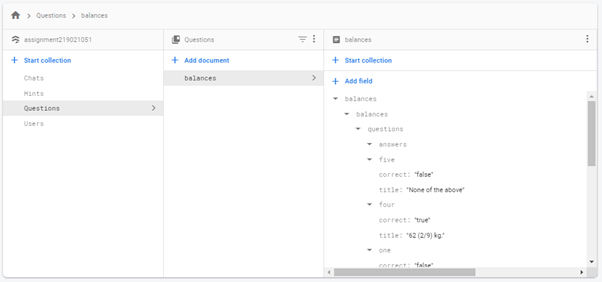 Questions
balances
assignment219021051
Questions
balances
Start collection
Add document
Start collection
Chats
balances
Add field
Hints
Questions
Users
balances
balances
questions
answers
five
correct: "false"
title: "None of the above"
four
correct: "true"
title: "62 (2/9) kg."
one
correct: "false"